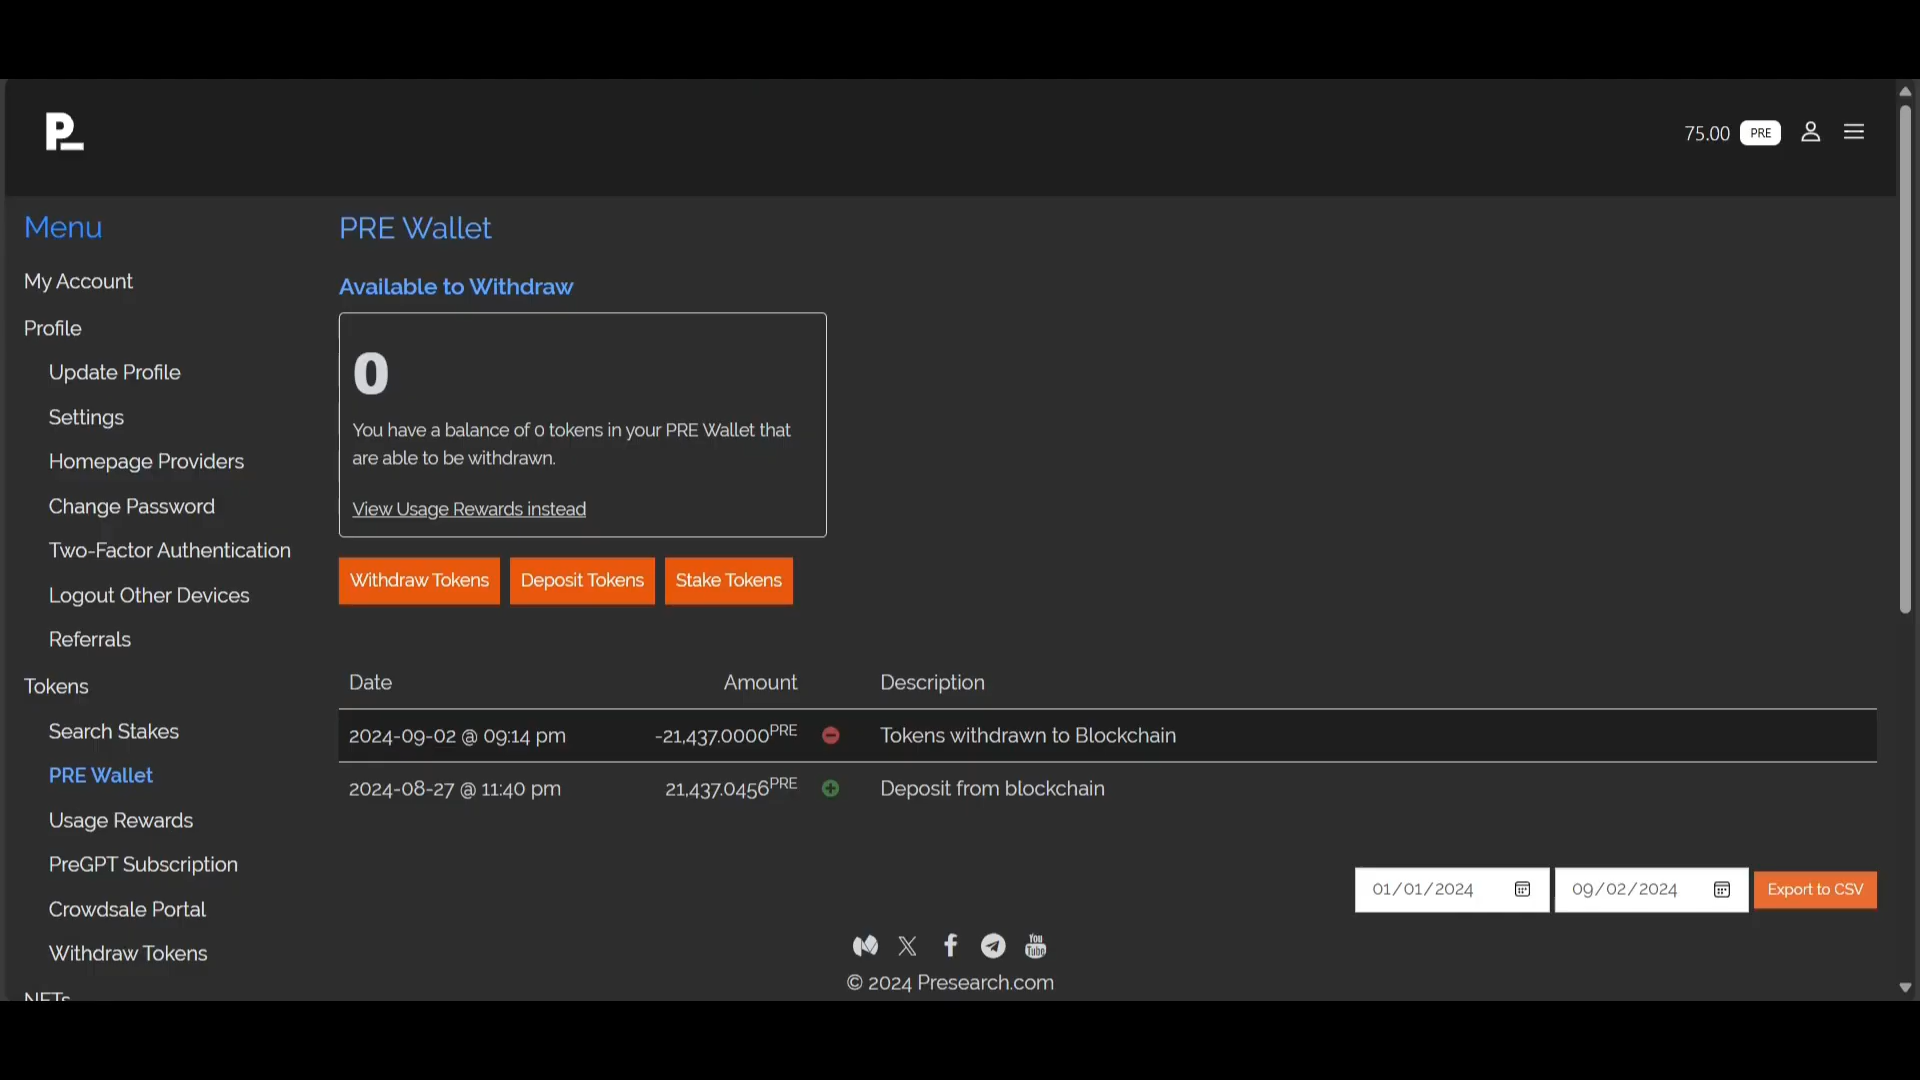 P_
75.00 PRE
Menu
My Account
Profile
Update Profile
Settings
Homepage Providers
Change Password
Two-Factor Authentication
Logout Other Devices
Referrals
Tokens
Search Stakes
PRE Wallet
Usage Rewards
PreGPT Subscription
Crowdsale Portal
Withdraw Tokens
NFTs
PRE Wallet
Available to Withdraw
0
You have a balance of 0 tokens in your PRE Wallet that
are able to be withdrawn.
View Usage Rewards instead
Withdraw Tokens Deposit Tokens Stake Tokens
Date Amount Description
2024-09-02 @ 09:14 pm -21,437.0000PRE Tokens withdrawn to Blockchain
2024-08-27 @ 11:40 pm 21,437.0456PRE Deposit from blockchain
01/01/2024 09/02/2024 Export to CSV
You
Tube
© 2024 Presearch.com